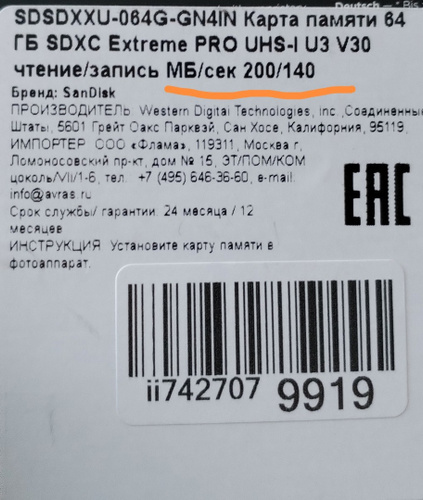 Deutsch
SDSDXXU-064G-GN4IN Карта памяти 64
ГБ SDXC Extreme PRO UHS-I U3 V30
чтение/запись МБ/сек 200/140
Бренд: SanDisk
ПРОИЗВОДИТЕЛЬ: Western Digital Technologies, Inc. ,Соединенные
Штаты, 5601 Грейт Оакс Парквэй, Сан Хосе, Калифорния, 95119.
ИМПОРТЕР: ООО «Флама», 119311, Москва г,
Ломоносовский пр-кт, дом № 15, ЭТ/ПОМ/КОМ
цоколь/VII/1-6, тел.: +7 (495) 646-36-60, e-mail:
info@avras.ru
Срок службы/ гарантии: 24 месяца / 12
месяцев
ИНСТРУКЦИЯ: Установите карту памяти в
фотоаппарат.
EAC
ii742707 9919